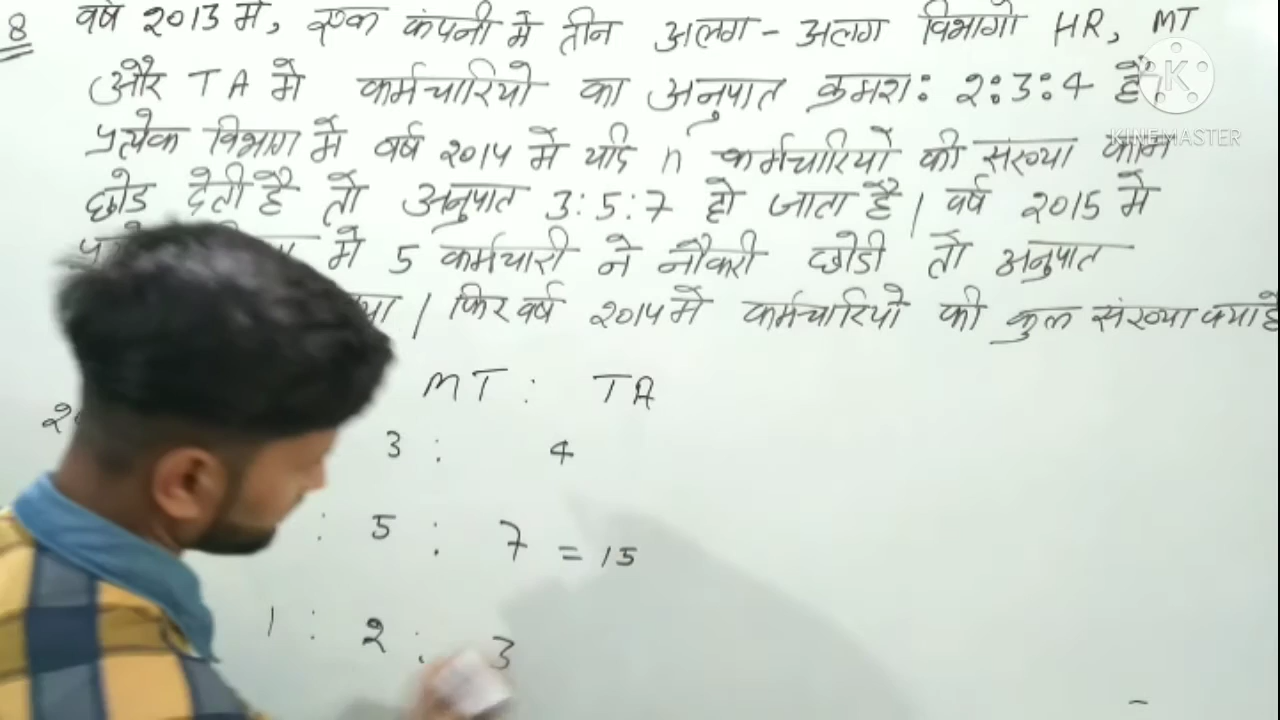 8 वर्ष 2013 में, एक कंपनी में तीन अलग - अलग विभागों HR, MT
और TA में कर्मचारियों का अनुपात क्रमशः 2:3:4 है।
प्रत्येक विभाग में वर्ष 2014 में यदि n कर्मचारियों की संख्या काम
छोड देती है तो अनुपात 3:5:7 हो जाता है। वर्ष 2015 में
में 5 कर्मचारी ने नौकरी छोडी तो अनुपात
। फिर वर्ष 2014 में कर्मचारियों की कुल संख्या क्या है
MT : TA
3 : 4
: 5 : 7 = 15
1 : 2 : 3
K
KINEMASTER